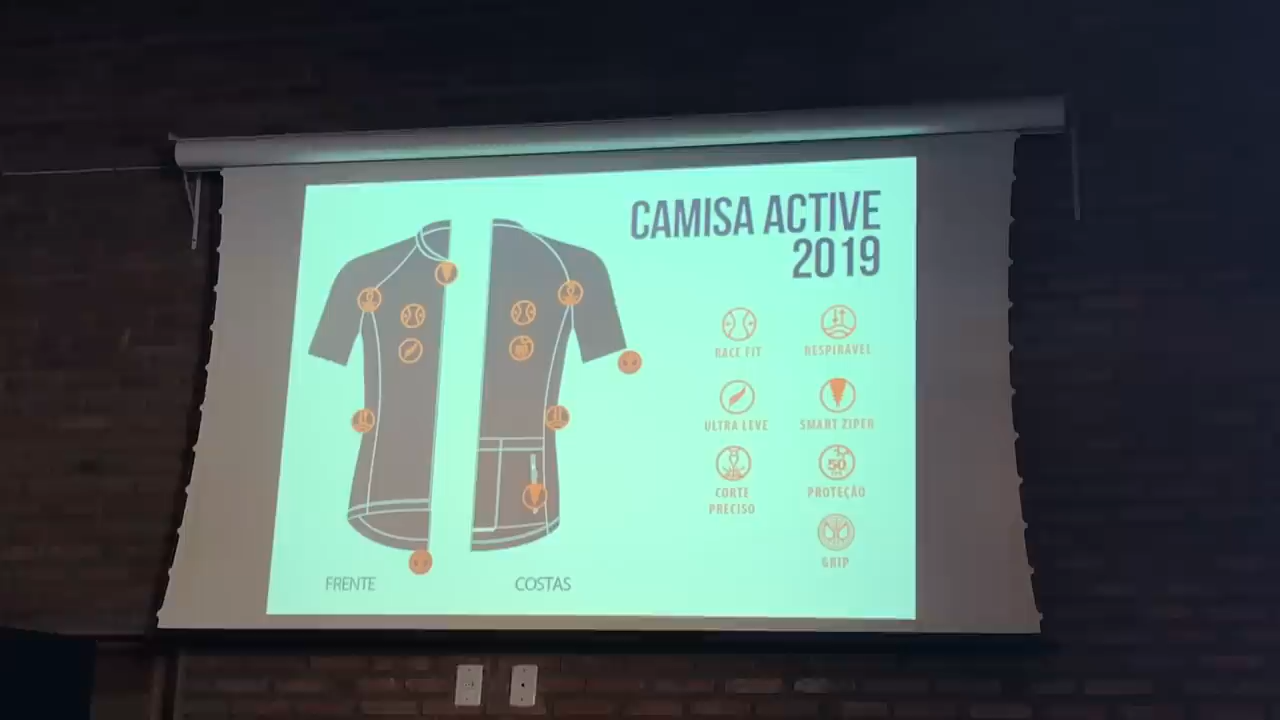 CAMISA ACTIVE
2019
RACE FIT
RESPIRÁVEL
ULTRA LEVE
SMART ZIPER
CORTE
PRECISO
50
PROTEÇÃO
GRIP
FRENTE
COSTAS